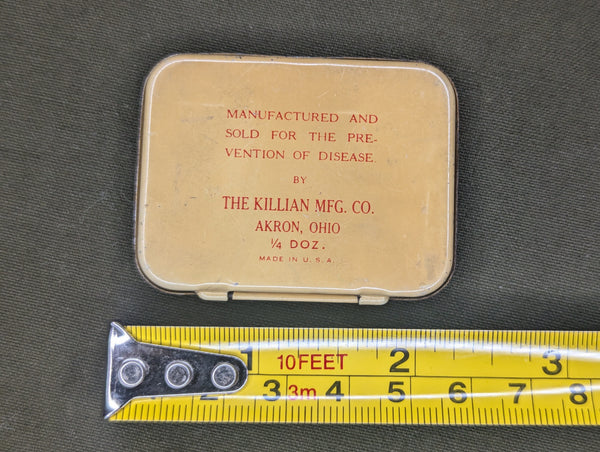 MANUFACTURED AND
SOLD FOR THE PRE-
VENTION OF DISEASE.
BY
THE KILLIAN MFG. CO.
AKRON, OHIO
¼ DOZ.
MADE IN U. S. A.
1 10FEET 2 3
2 3 3m 4 5 6 7 8